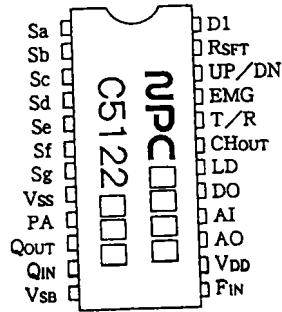 Sa
Sb
Sc
Sd
Se
Sf
Sg
Vss
PA
QOUT
QIN
VSB
NPC
C5122
D1
RSFT
UP/DN
EMG
T/R
CHOUT
LD
DO
AI
AO
VDD
FIN